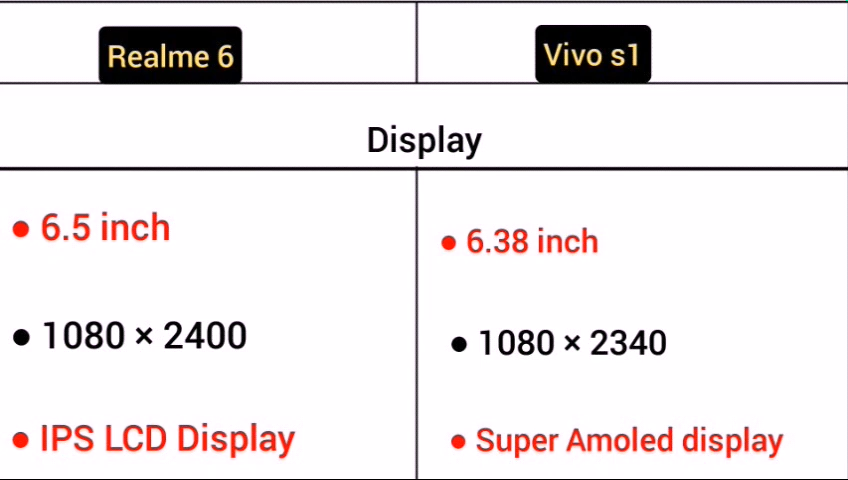 Realme 6
Vivo s1
Display
• 6.5 inch
• 6.38 inch
• 1080 × 2400
• 1080 × 2340
• IPS LCD Display
• Super Amoled display